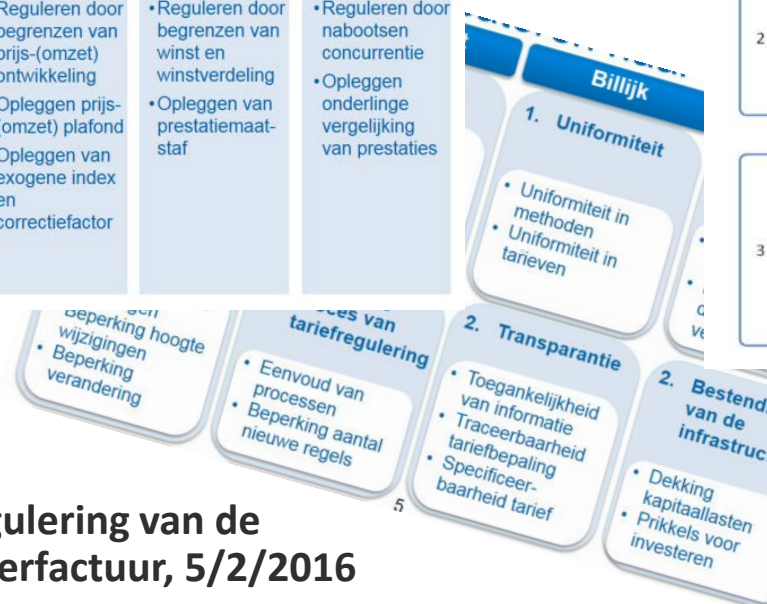 •Reguleren door
begrenzen van
prijs-(omzet)
ontwikkeling
Opleggen prijs-
(omzet) plafond
Opleggen van
exogene index
en
correctiefactor
•Reguleren door
begrenzen van
winst en
winstverdeling
•Opleggen van
prestatiemaat-
staf
•Reguleren door
nabootsen
concurrentie
•Opleggen
onderlinge
vergelijking
van prestaties
Billijk
1. Uniformiteit
• Uniformiteit in
methoden
• Uniformiteit in
tarieven
2
3
Beperking hoogte
wijzigingen
• Beperking
verandering
van
tariefregulering
• Eenvoud van
processen
• Beperking aantal
nieuwe regels
2. Transparantie
• Toegankelijkheid
van informatie
• Traceerbaarheid
tariefbepaling
• Specificeer-
baarheid tarief
2. Bestendi
van de
infrastruc
• Dekking
kapitaallasten
• Prikkels voor
investeren
5
gulering van de
erfactuur, 5/2/2016